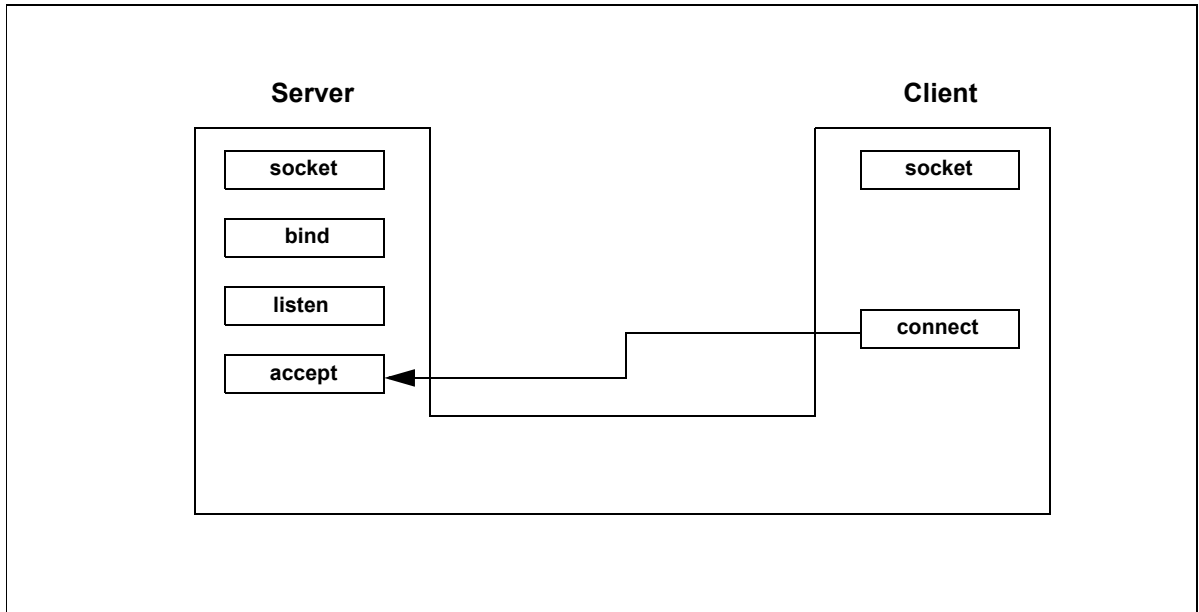 Server
socket
bind
listen
accept
Client
socket
connect